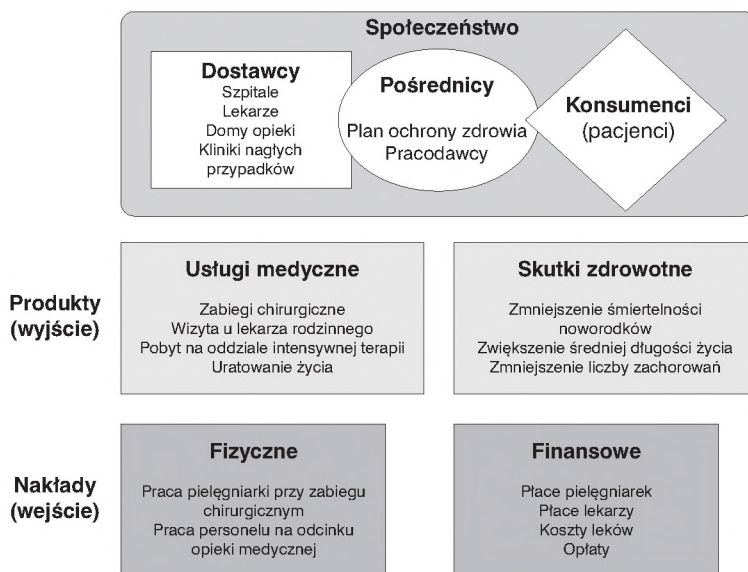 Społeczeństwo
Dostawcy
Szpitale
Lekarze
Domy opieki
Kliniki nagłych
przypadków
Pośrednicy
Plan ochrony zdrowia
Pracodawcy
Konsumenci
(pacjenci)
Produkty
(wyjście)
Usługi medyczne
Zabiegi chirurgiczne
Wizyta u lekarza rodzinnego
Pobyt na oddziale intensywnej terapii
Uratowanie życia
Skutki zdrowotne
Zmniejszenie śmiertelności
noworodków
Zwiększenie średniej długości życia
Zmniejszenie liczby zachorowań
Nakłady
(wejście)
Fizyczne
Praca pielęgniarki przy zabiegu
chirurgicznym
Praca personelu na odcinku
opieki medycznej
Finansowe
Płace pielęgniarek
Płace lekarzy
Koszty leków
Opłaty